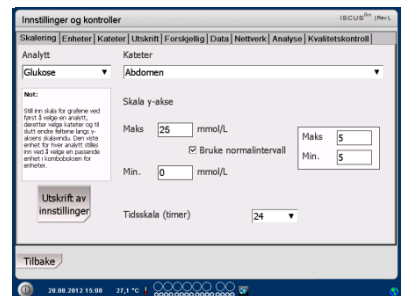 Innstillinger og kontroller
ISCUS flex |Rev L
Skalering Enheter Kateter Utskrift Forskjellig Data Nettverk Analyse Kvalitetskontroll
Analytt
Kateter
Glukose
Abdomen
Not:
Still inn skala for grafene ved
først å velge en analytt,
deretter velge kateter og til
slutt endre feltene langs y-
aksens skalavindu. Den viste
enhet for hver analytt stilles
inn ved å velge en passende
enhet i komboboksen for
enheter.
Skala y-akse
Maks 25 mmol/L
Bruke normalintervall
Min. 0 mmol/L
Maks 5
Min. 5
Utskrift av
innstillinger
Tidsskala (timer) 24
Tilbake
28.08.2012 15:08 27,1 °C